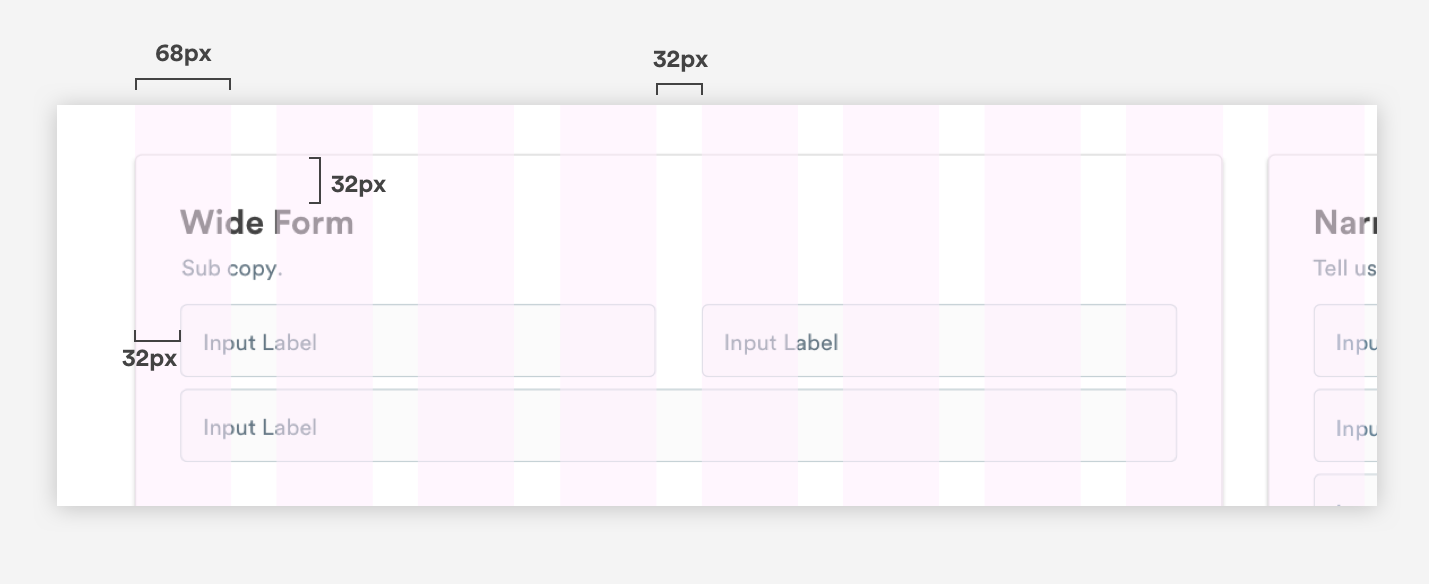 68px
32px
32px
Wide Form
Narr
Sub copy.
Tell us
Input Label
Input Label
Inpu
32px
Input Label
Inpu